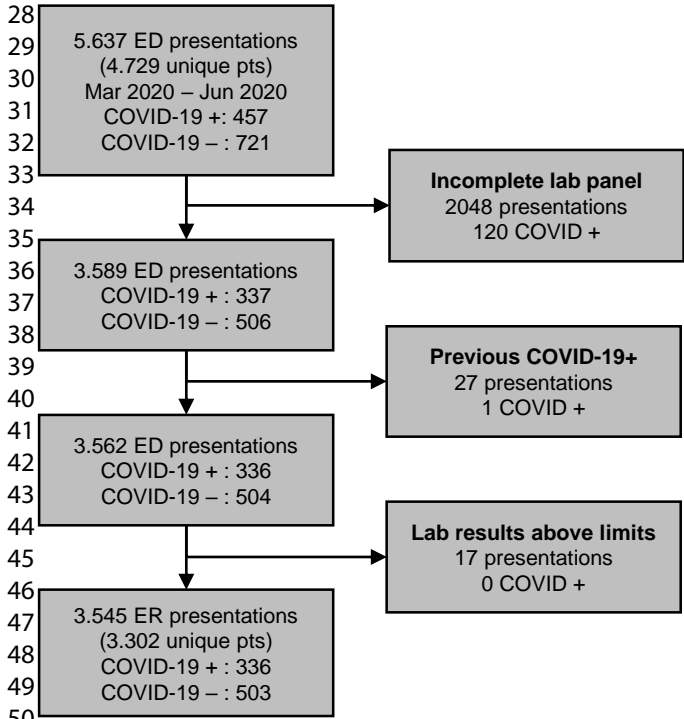 28
29
30
31
32
33
34
35
36
37
38
39
40
41
42
43
44
45
46
47
48
49
50
5.637 ED presentations
(4.729 unique pts)
Mar 2020 – Jun 2020
COVID-19 +: 457
COVID-19 – : 721
Incomplete lab panel
2048 presentations
120 COVID +
3.589 ED presentations
COVID-19 + : 337
COVID-19 – : 506
Previous COVID-19+
27 presentations
1 COVID +
3.562 ED presentations
COVID-19 + : 336
COVID-19 – : 504
Lab results above limits
17 presentations
0 COVID +
3.545 ER presentations
(3.302 unique pts)
COVID-19 + : 336
COVID-19 – : 503